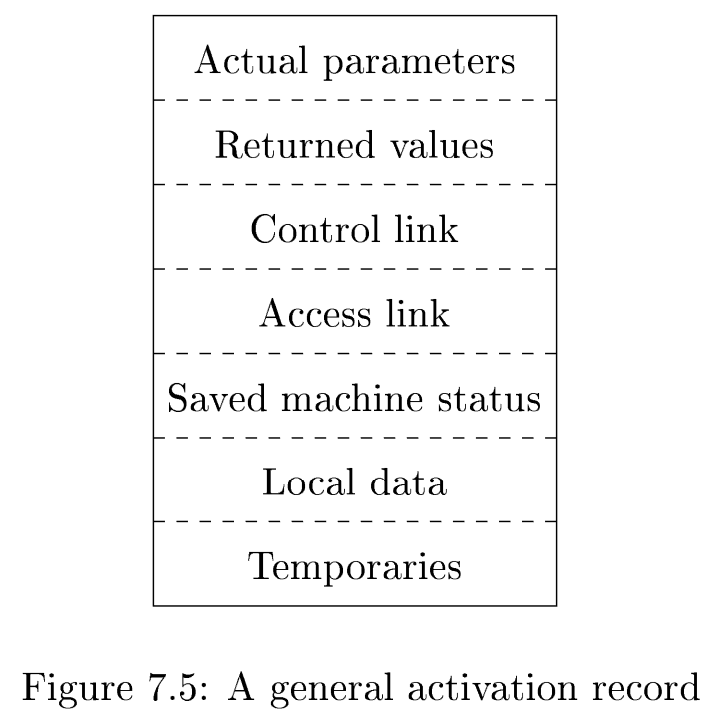 Actual parameters
Returned values
Control link
Access link
Saved machine status
Local data
Temporaries
Figure 7.5: A general activation record